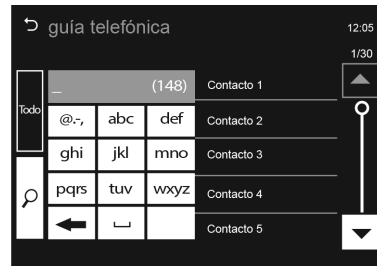 guía telefónica
12:05
1/30
Todo
_ (148)
@.-, abc def
ghi jkl mno
pqrs tuv wxyz
Contacto 1
Contacto 2
Contacto 3
Contacto 4
Contacto 5